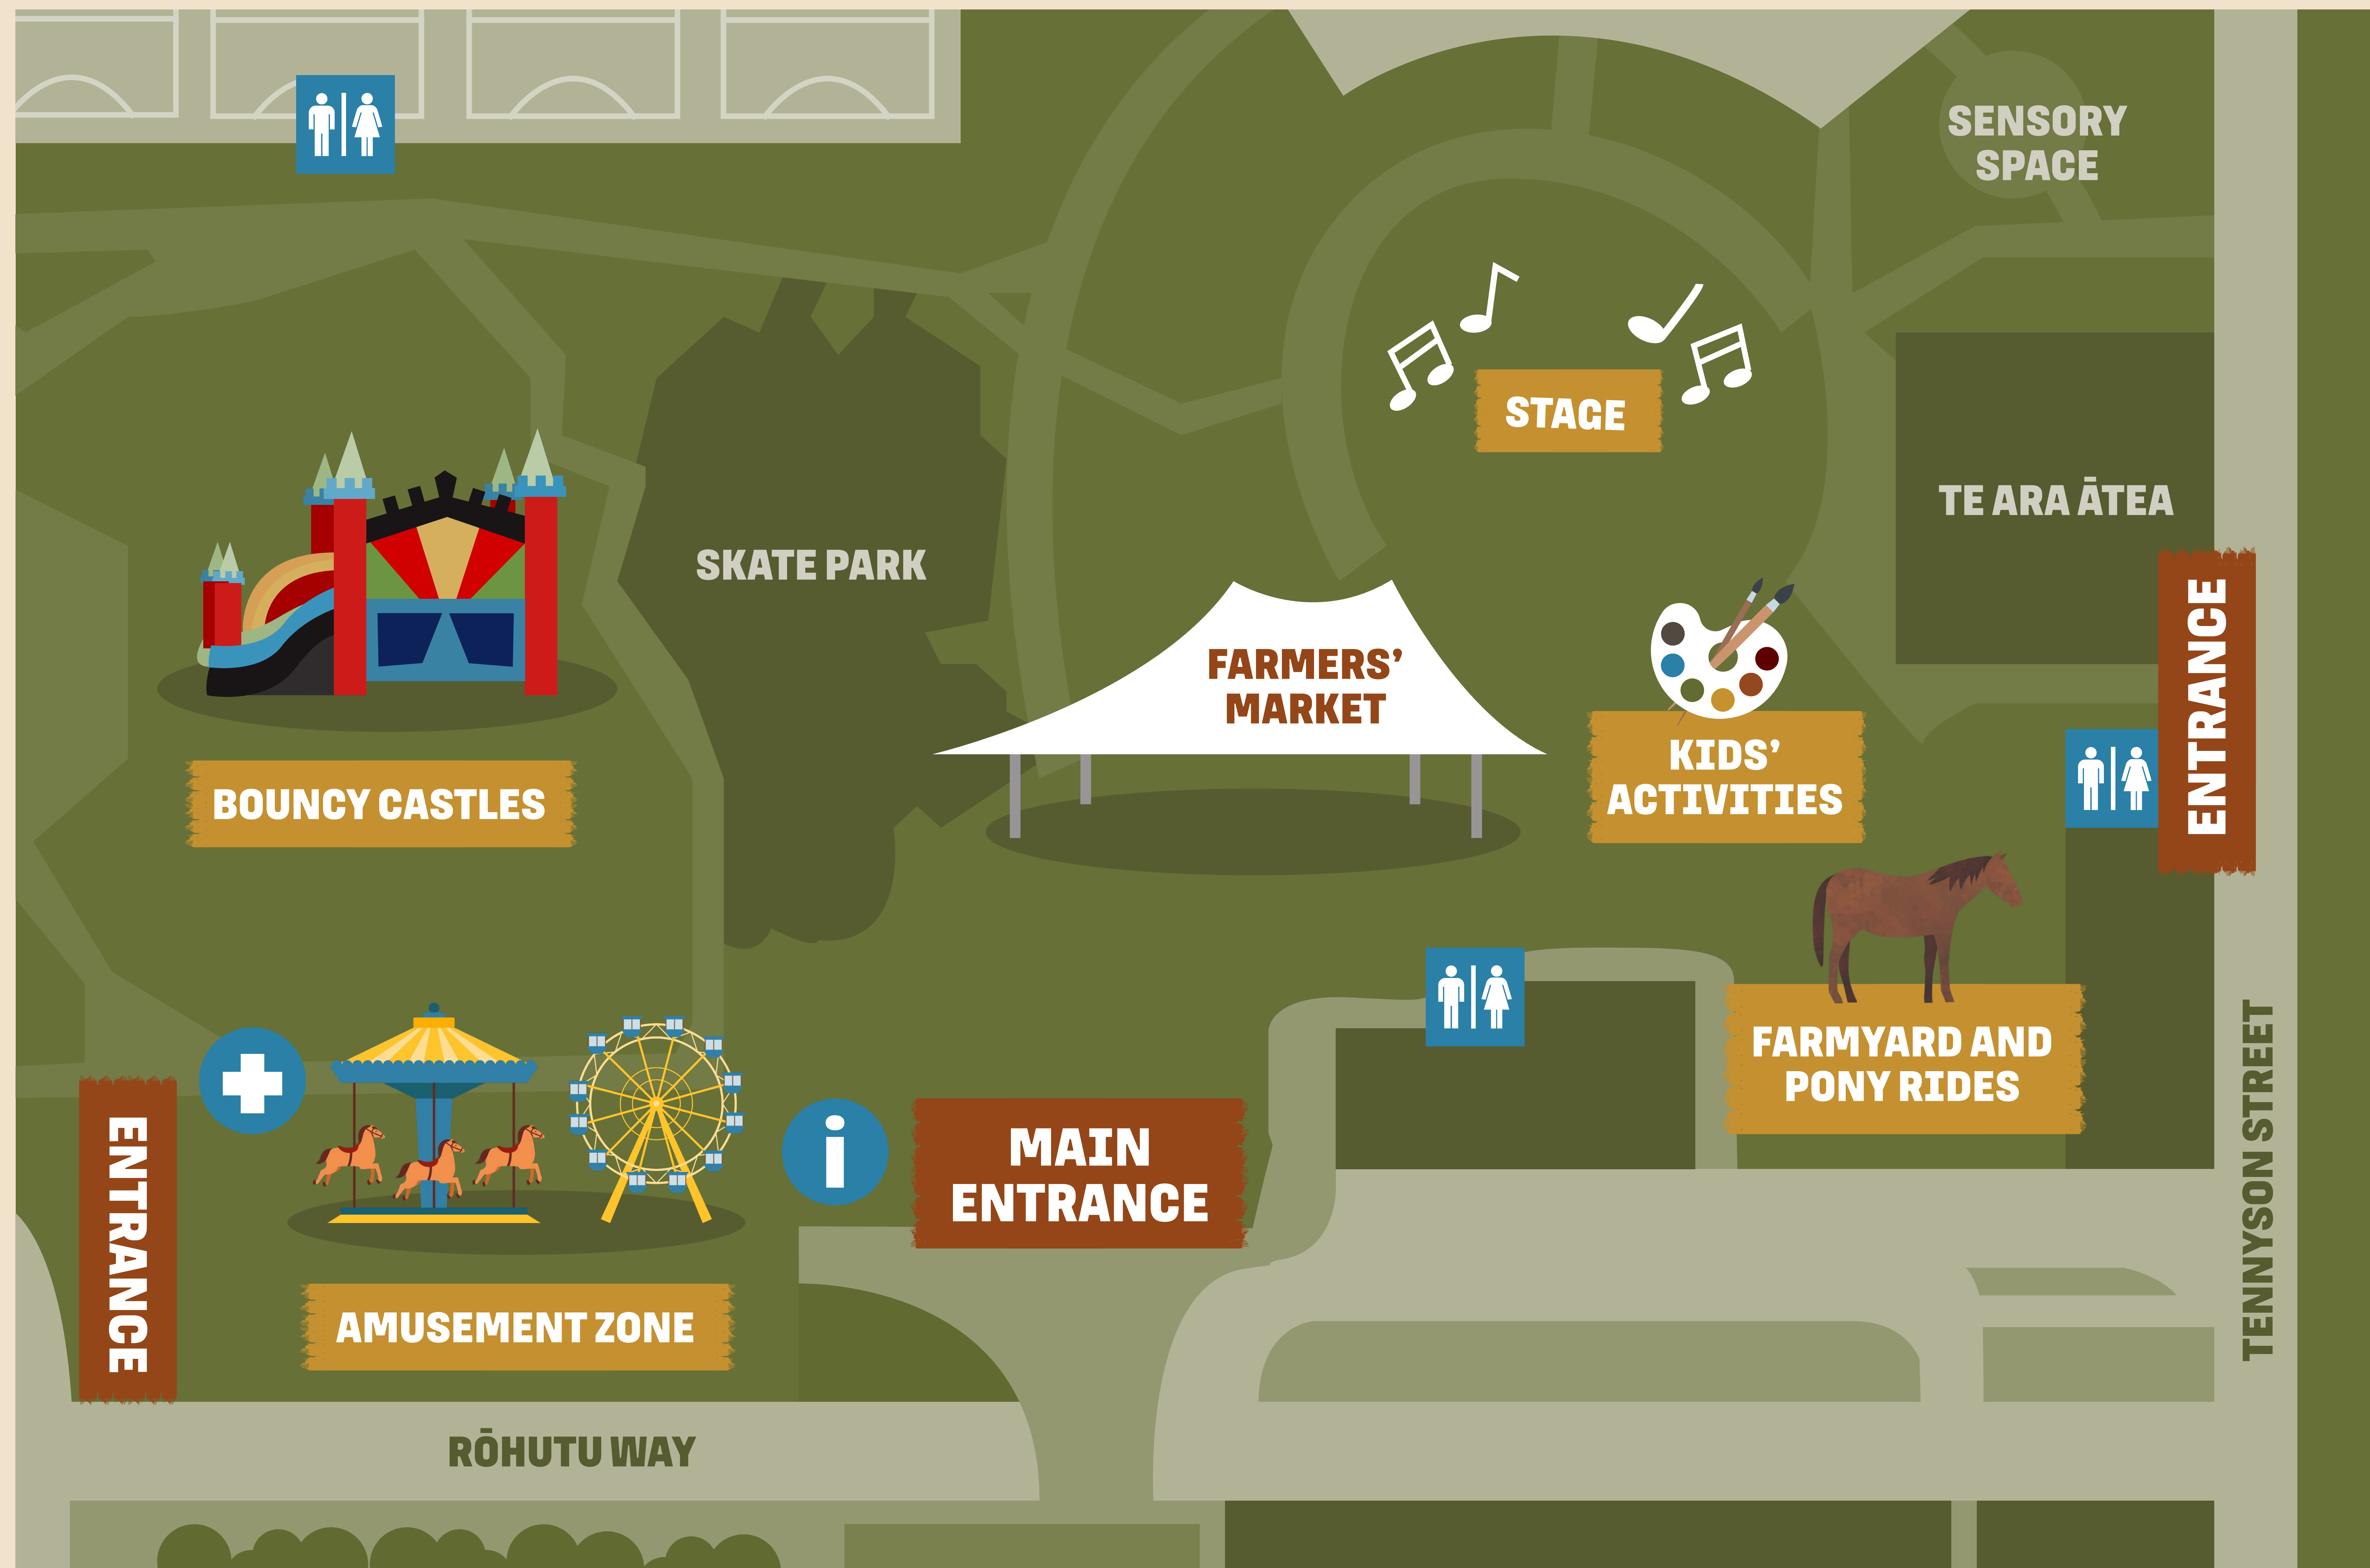 SENSORY
SPACE
STAGE
TE ARA ĀTEA
SKATE PARK
FARMERS’
MARKET
ENTRANCE
KIDS’
ACTIVITIES
BOUNCY CASTLES
FARMYARD AND
PONY RIDES
i
MAIN
ENTRANCE
ENTRANCE
TENNYSON STREET
AMUSEMENT ZONE
RŌHUTU WAY